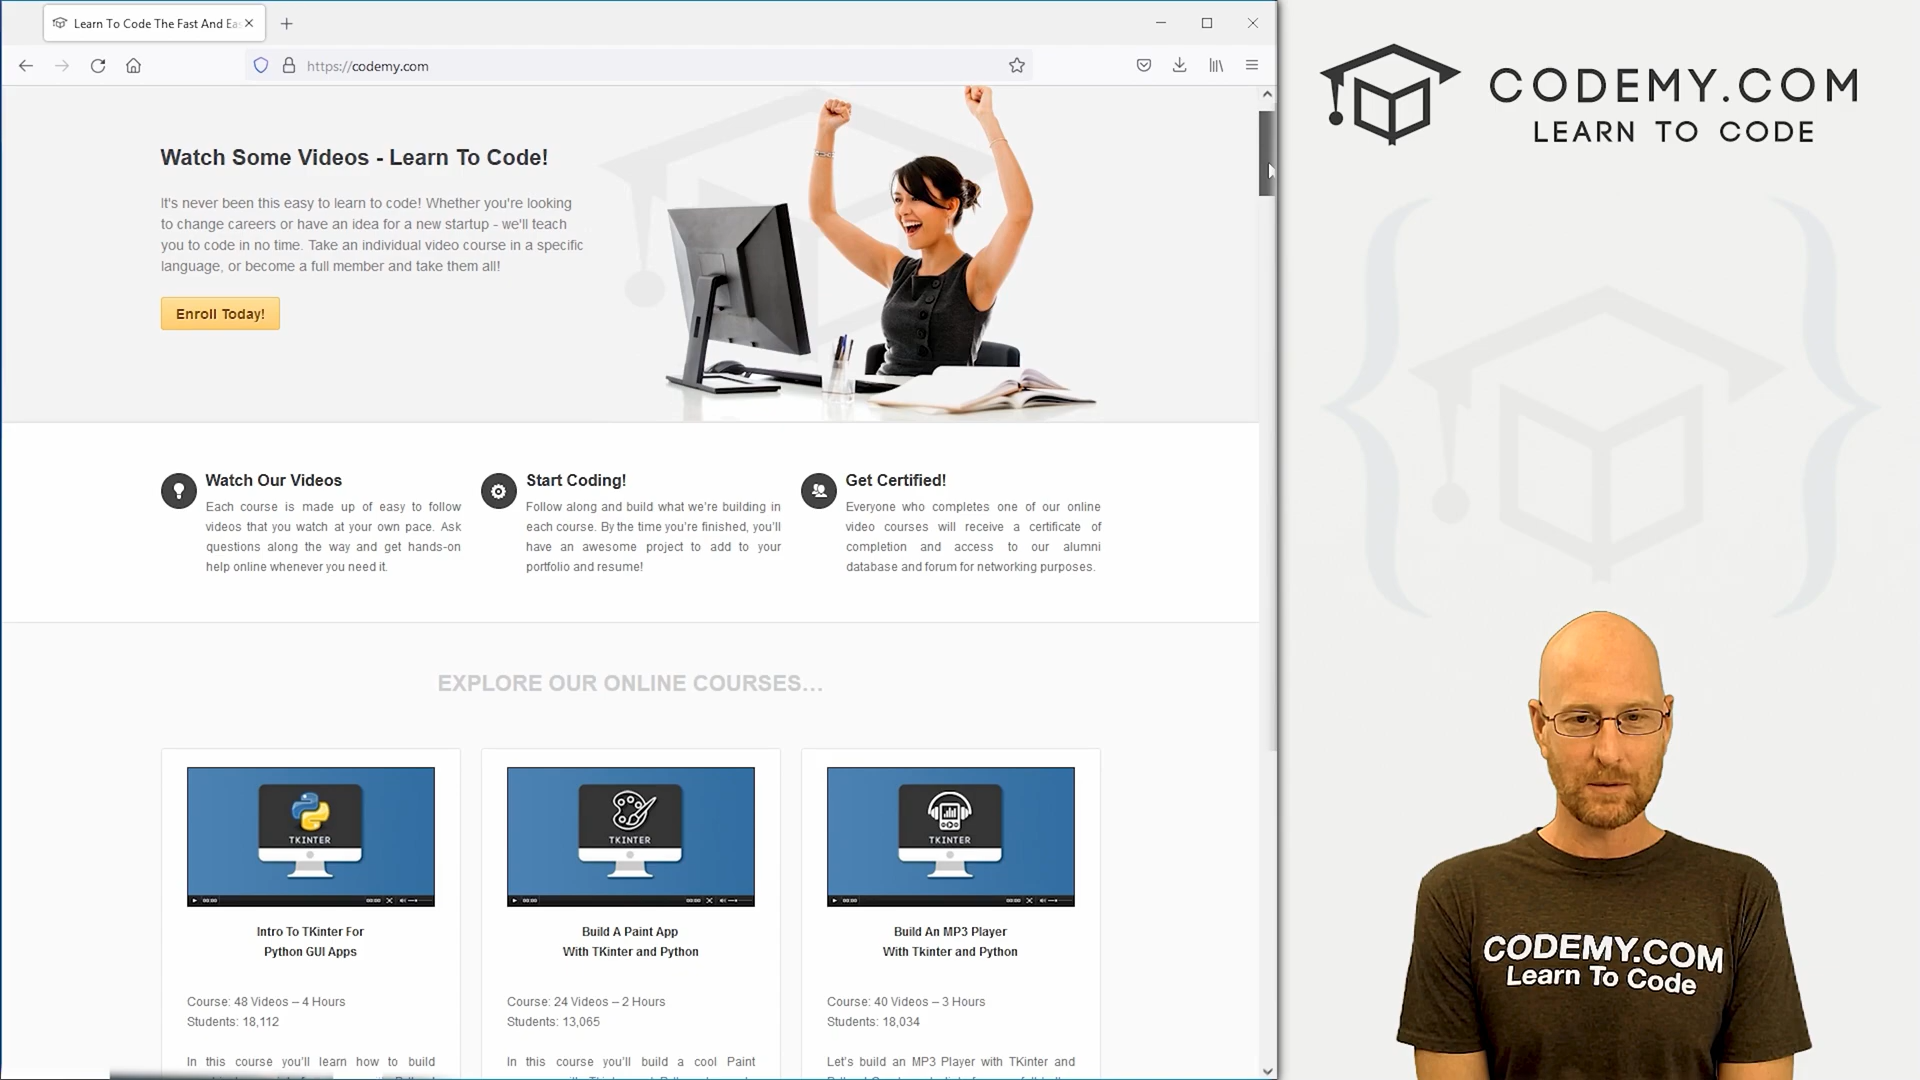 Learn To Code The Fast And Ea
https://codemy.com
CODEMY.COM
LEARN TO CODE
Watch Some Videos - Learn To Code!
It's never been this easy to learn to code! Whether you're looking
to change careers or have an idea for a new startup - we'll teach
you to code in no time. Take an individual video course in a specific
language, or become a full member and take them all!
Enroll Today!
Watch Our Videos
Each course is made up of easy to follow
videos that you watch at your own pace. Ask
questions along the way and get hands-on
help online whenever you need it.
Start Coding!
Follow along and build what we're building in
each course. By the time you're finished, you'll
have an awesome project to add to your
portfolio and resume!
Get Certified!
Everyone who completes one of our online
video courses will receive a certificate of
completion and access to our alumni
database and forum for networking purposes.
EXPLORE OUR ONLINE COURSES...
TKINTER
00:00 00:00
Intro To TKinter For
Python GUI Apps
Course: 48 Videos – 4 Hours
Students: 18,112
In this course you'll learn how to build
TKINTER
00:00 00:00
Build A Paint App
With TKinter and Python
Course: 24 Videos – 2 Hours
Students: 13,065
In this course you'll build a cool Paint
TKINTER
00:00 00:00
Build An MP3 Player
With Tkinter and Python
Course: 40 Videos – 3 Hours
Students: 18,034
Let's build an MP3 Player with TKinter and
CODEMY.COM
Learn To Code